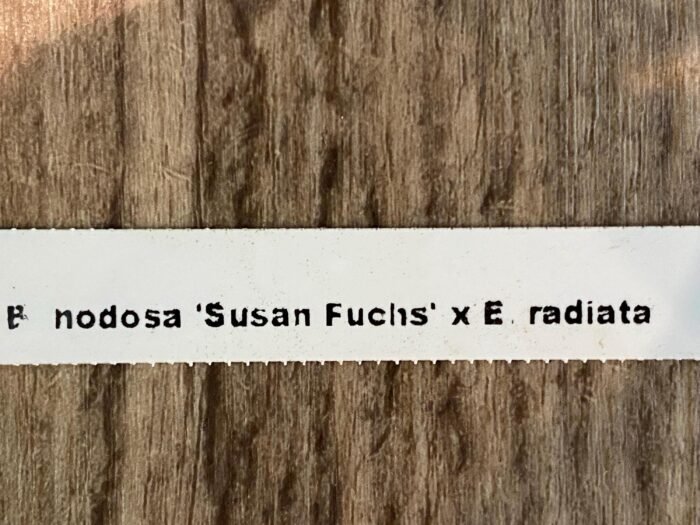 B. nodosa 'Susan Fuchs' x E. radiata